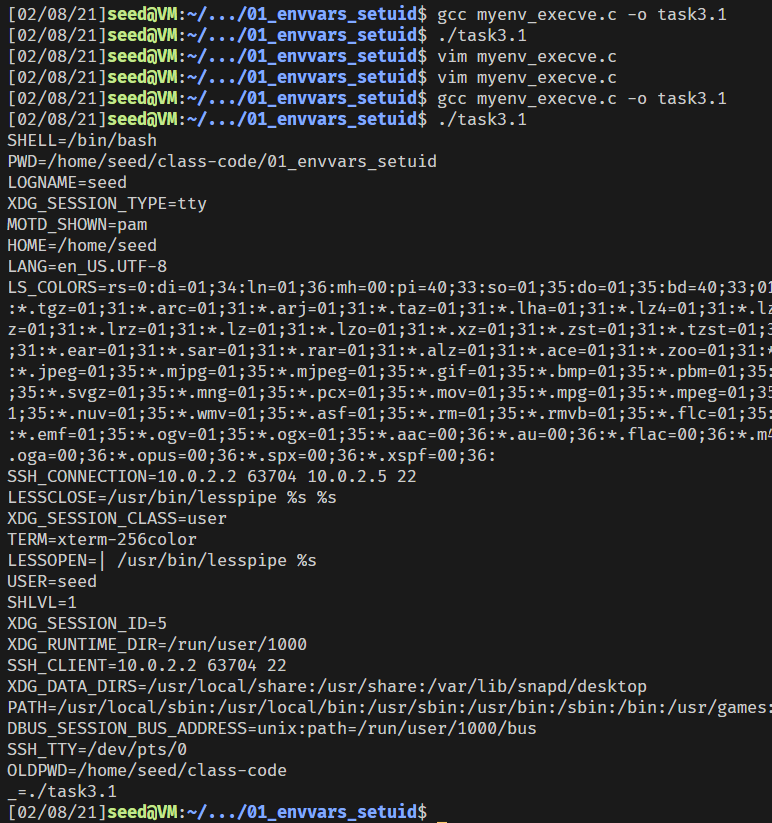 [02/08/21]seed@VM:~/.../01_envvars_setuid$ gcc myenv_execve.c -o task3.1
[02/08/21]seed@VM:~/.../01_envvars_setuid$ ./task3.1
[02/08/21]seed@VM:~/.../01_envvars_setuid$ vim myenv_execve.c
[02/08/21]seed@VM:~/.../01_envvars_setuid$ vim myenv_execve.c
[02/08/21]seed@VM:~/.../01_envvars_setuid$ gcc myenv_execve.c -o task3.1
[02/08/21]seed@VM:~/.../01_envvars_setuid$ ./task3.1
SHELL=/bin/bash
PWD=/home/seed/class-code/01_envvars_setuid
LOGNAME=seed
XDG_SESSION_TYPE=tty
MOTD_SHOWN=pam
HOME=/home/seed
LANG=en_US.UTF-8
LS_COLORS=rs=0:di=01;34:ln=01;36:mh=00:pi=40;33:so=01;35:do=01;35:bd=40;33;01
:*.tgz=01;31:*.arc=01;31:*.arj=01;31:*.taz=01;31:*.lha=01;31:*.lz4=01;31:*.lz
z=01;31:*.lrz=01;31:*.lz=01;31:*.lzo=01;31:*.xz=01;31:*.zst=01;31:*.tzst=01;3
;31:*.ear=01;31:*.sar=01;31:*.rar=01;31:*.alz=01;31:*.ace=01;31:*.zoo=01;31:*
:*.jpeg=01;35:*.mjpg=01;35:*.mjpeg=01;35:*.gif=01;35:*.bmp=01;35:*.pbm=01;35:
;35:*.svgz=01;35:*.mng=01;35:*.pcx=01;35:*.mov=01;35:*.mpg=01;35:*.mpeg=01;35
1;35:*.nuv=01;35:*.wmv=01;35:*.asf=01;35:*.rm=01;35:*.rmvb=01;35:*.flc=01;35:
:*.emf=01;35:*.ogv=01;35:*.ogx=01;35:*.aac=00;36:*.au=00;36:*.flac=00;36:*.m4
.oga=00;36:*.opus=00;36:*.spx=00;36:*.xspf=00;36:
SSH_CONNECTION=10.0.2.2 63704 10.0.2.5 22
LESSCLOSE=/usr/bin/lesspipe %s %s
XDG_SESSION_CLASS=user
TERM=xterm-256color
LESSOPEN=| /usr/bin/lesspipe %s
USER=seed
SHLVL=1
XDG_SESSION_ID=5
XDG_RUNTIME_DIR=/run/user/1000
SSH_CLIENT=10.0.2.2 63704 22
XDG_DATA_DIRS=/usr/local/share:/usr/share:/var/lib/snapd/desktop
PATH=/usr/local/sbin:/usr/local/bin:/usr/sbin:/usr/bin:/sbin:/bin:/usr/games:
DBUS_SESSION_BUS_ADDRESS=unix:path=/run/user/1000/bus
SSH_TTY=/dev/pts/0
OLDPWD=/home/seed/class-code
_=./task3.1
[02/08/21]seed@VM:~/.../01_envvars_setuid$